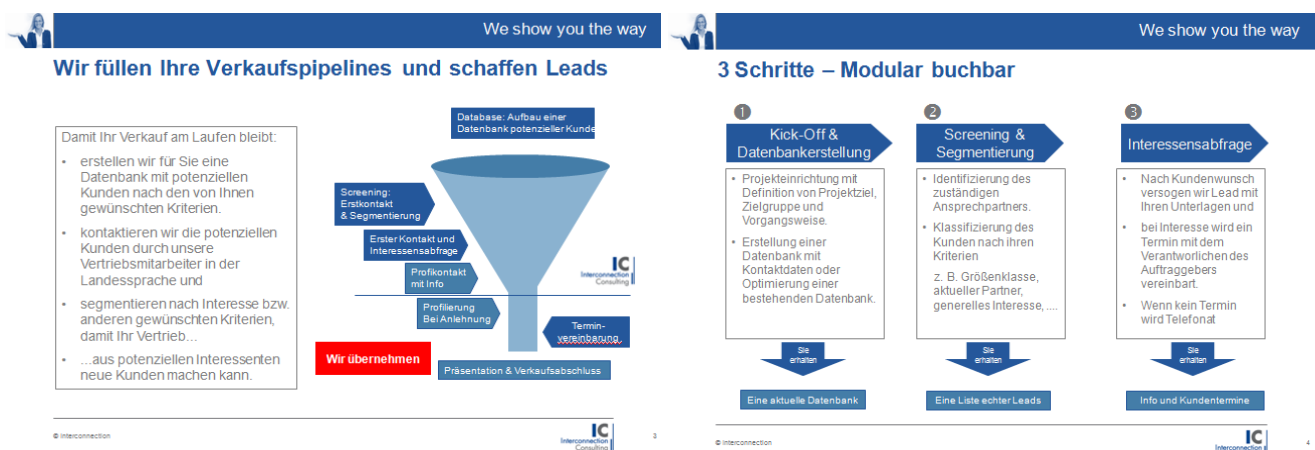 We show you the way
Wir füllen Ihre Verkaufspipelines und schaffen Leads
Damit Ihr Verkauf am Laufen bleibt:
• erstellen wir für Sie eine
Datenbank mit potenziellen
Kunden nach den von Ihnen
gewünschten Kriterien.
• kontaktieren wir die potenziellen
Kunden durch unsere
Vertriebsmitarbeiter in der
Landessprache und
• segmentieren nach Interesse bzw.
anderen gewünschten Kriterien,
damit Ihr Vertrieb...
• ...aus potenziellen Interessenten
neue Kunden machen kann.
Database: Aufbau einer
Datenbank potenzieller Kunde
Screening:
Erstkontakt
& Segmentierung
Erster Kontakt und
Interessensabfrage
Profikontakt
mit Info
Profilierung
Bei Anlehnung
Termin-
vereinbarung,
Wir übernehmen
Präsentation & Verkaufsabschluss
IC
Interconnection
Consulting
© Interconnection
IC
Interconnection
Consulting
3
We show you the way
3 Schritte – Modular buchbar
1
Kick-Off &
Datenbankerstellung
• Projekteinrichtung mit
Definition von Projektziel,
Zielgruppe und
Vorgangsweise.
• Erstellung einer
Datenbank mit
Kontaktdaten oder
Optimierung einer
bestehenden Datenbank.
Sie
erhalten
Eine aktuelle Datenbank
2
Screening &
Segmentierung
• Identifizierung des
zuständigen
Ansprechpartners.
• Klassifizierung des
Kunden nach ihren
Kriterien
z. B. Größenklasse,
aktueller Partner,
generelles Interesse, ....
Sie
erhalten
Eine Liste echter Leads
3
Interessensabfrage
• Nach Kundenwunsch
versogen wir Lead mit
Ihren Unterlagen und
• bei Interesse wird ein
Termin mit dem
Verantworlichen des
Auftraggebers
vereinbart.
• Wenn kein Termin
wird Telefonat
Sie
erhalten
Info und Kundentermine
© Interconnection
IC
Interconnection
4